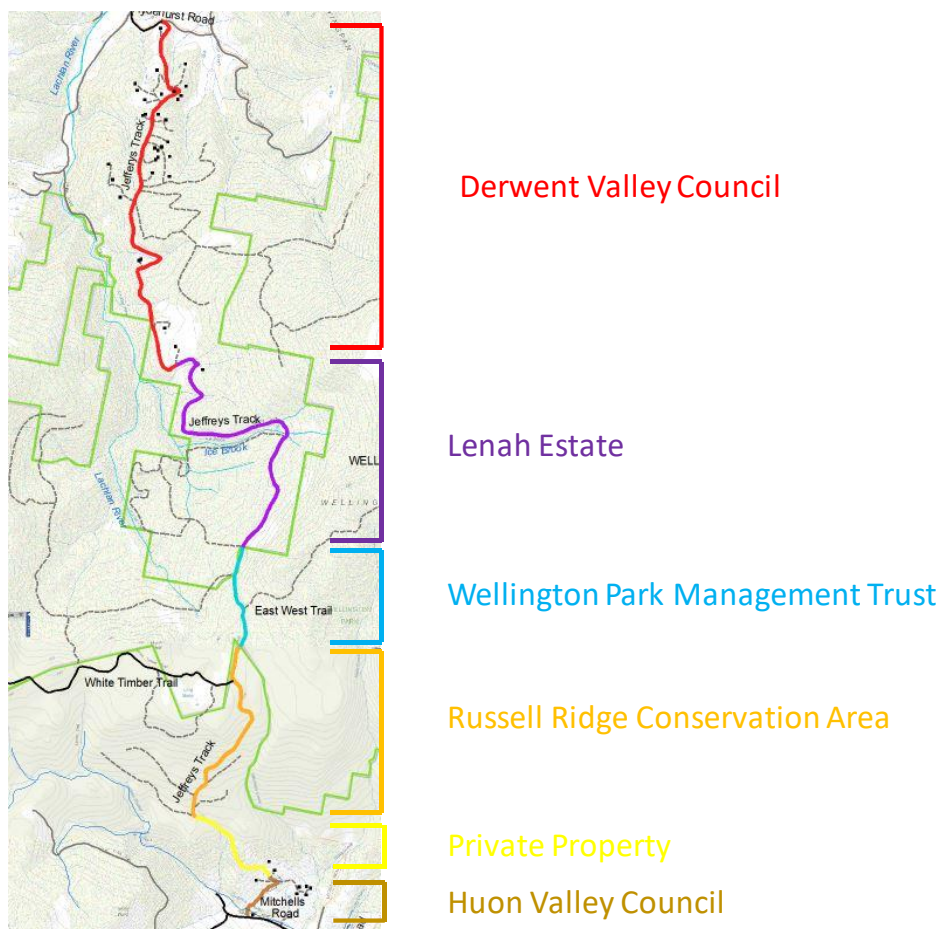 Road
Lachlan River
Jefferys Track
Derwent Valley Council
Jeffreys Track
Ice Brook
Lenah Estate
WELL
WELLING
Lachlan River
East West Trail
Wellington Park Management Trust
White Timber Trail
Russell Ridge Conservation Area
Jeffreys Track
Private Property
Mitchells
Road
Huon Valley Council